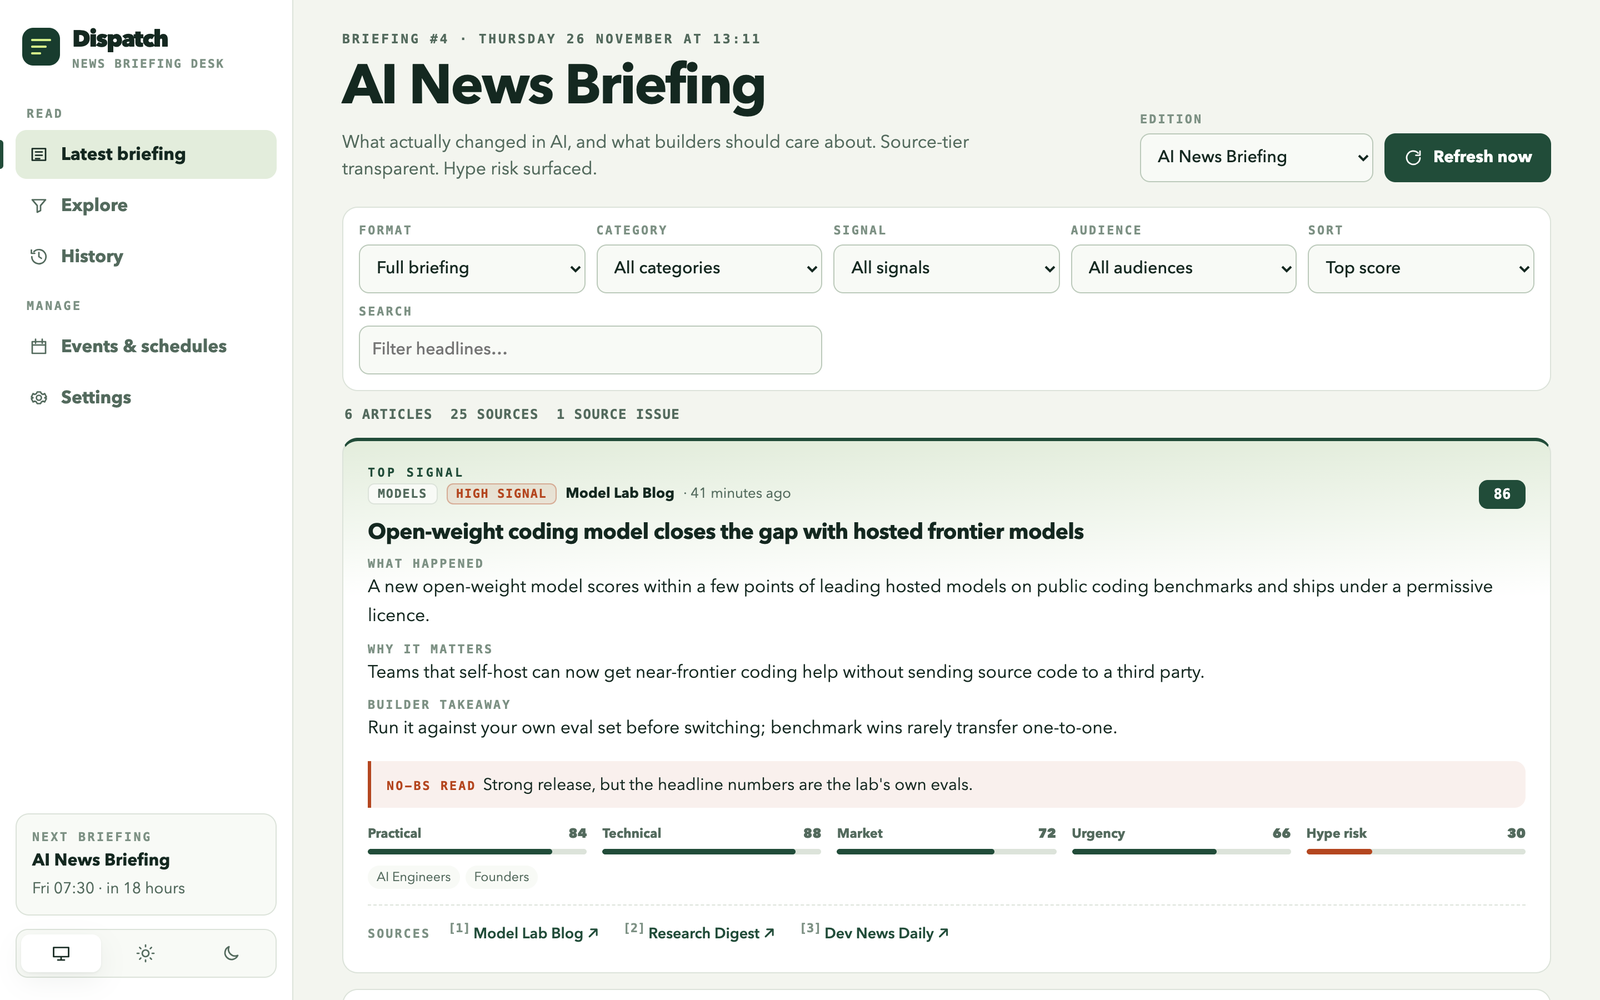 Dispatch
NEWS BRIEFING DESK
READ
Latest briefing
Explore
History
MANAGE
Events & schedules
Settings
NEXT BRIEFING
AI News Briefing
Fri 07:30 · in 18 hours
BRIEFING #4 · THURSDAY 26 NOVEMBER AT 13:11
AI News Briefing
What actually changed in AI, and what builders should care about. Source-tier
transparent. Hype risk surfaced.
EDITION
AI News Briefing
Refresh now
FORMAT CATEGORY SIGNAL AUDIENCE SORT
Full briefing All categories All signals All audiences Top score
SEARCH
Filter headlines...
6 ARTICLES 25 SOURCES 1 SOURCE ISSUE
TOP SIGNAL
MODELS HIGH SIGNAL Model Lab Blog · 41 minutes ago 86
Open-weight coding model closes the gap with hosted frontier models
WHAT HAPPENED
A new open-weight model scores within a few points of leading hosted models on public coding benchmarks and ships under a permissive
licence.
WHY IT MATTERS
Teams that self-host can now get near-frontier coding help without sending source code to a third party.
BUILDER TAKEAWAY
Run it against your own eval set before switching; benchmark wins rarely transfer one-to-one.
NO-BS READ Strong release, but the headline numbers are the lab's own evals.
Practical 84 Technical 88 Market 72 Urgency 66 Hype risk 30
AI Engineers Founders
SOURCES [1] Model Lab Blog ↗ [2] Research Digest ↗ [3] Dev News Daily ↗